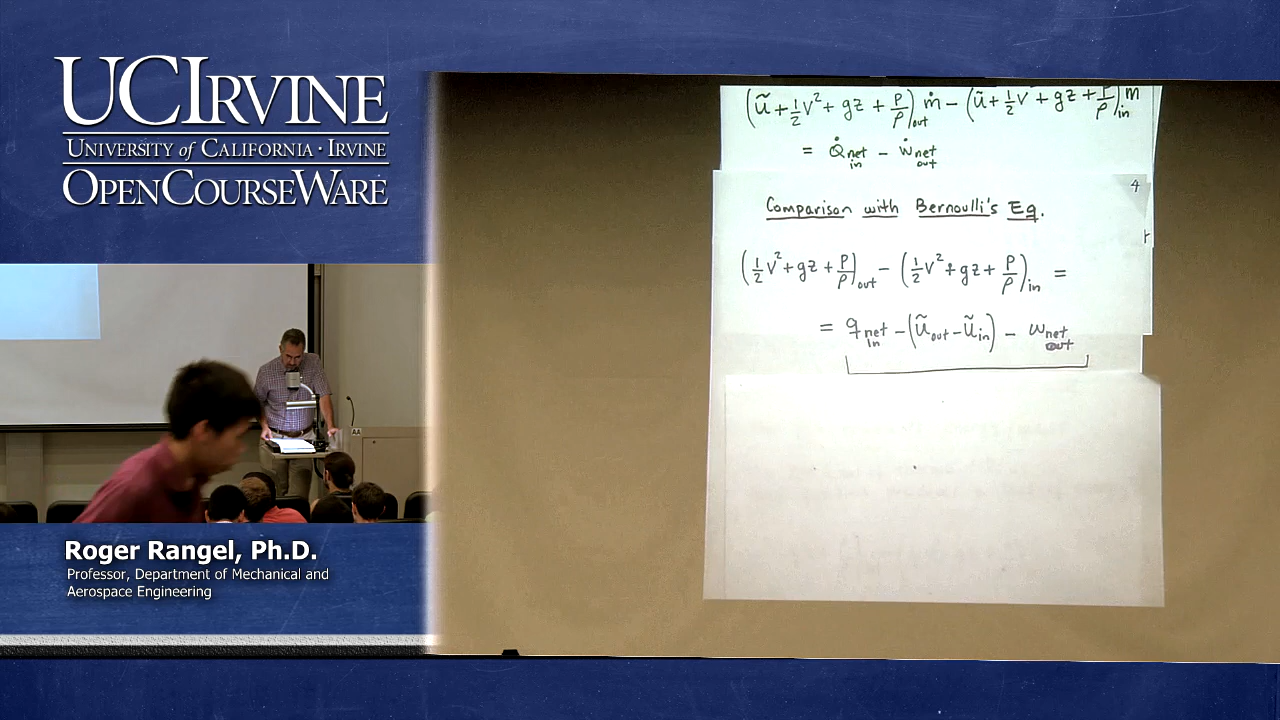 UCIRVINE
UNIVERSITY of CALIFORNIA · IRVINE
OPENCOURSEWARE
(ũ + ½V² + gz + P/ρ)out ṁ − (ũ + ½V² + gz + P/ρ)in ṁ
= Q̇net in − Ẇnet out
4
Comparison with Bernoulli's Eq.
r
(½V² + gz + P/ρ)out − (½V² + gz + P/ρ)in =
= qnet in − (ũout − ũin) − wnet out
AA
Roger Rangel, Ph.D.
Professor, Department of Mechanical and
Aerospace Engineering